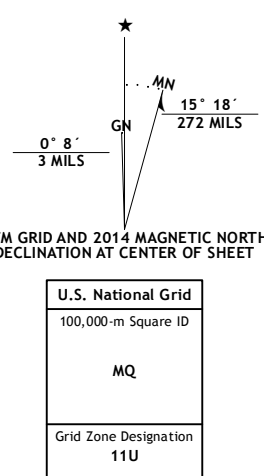 ★
MN
15° 18´
272 MILS
GN
0° 8´
3 MILS
M GRID AND 2014 MAGNETIC NORTH
DECLINATION AT CENTER OF SHEET
U.S. National Grid
100,000-m Square ID
MQ
Grid Zone Designation
11U